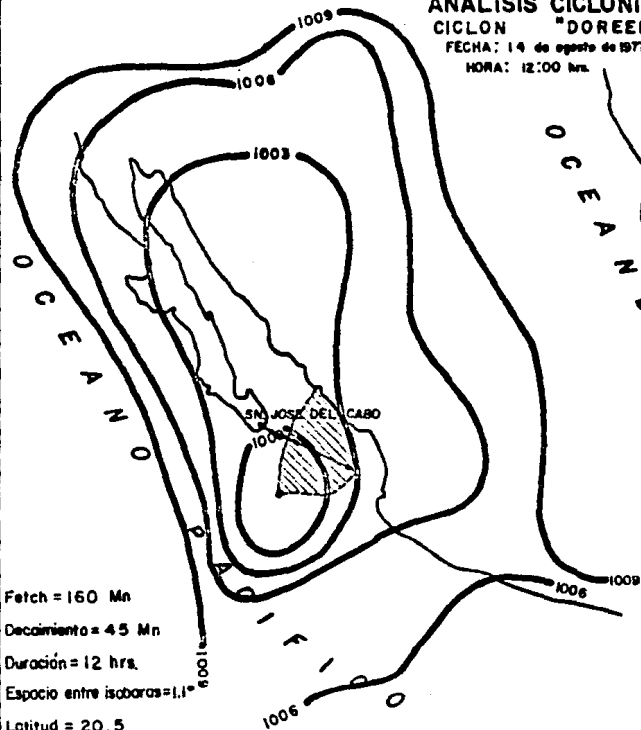 ANALISIS CICLONI
CICLON "DOREE
FECHA: 14 de agosto de 197
HORA: 12:00 hrs.
1009
1006
1003
OCEANO
OCEAN
SN JOSE DEL CABO
1000
PACIFICO
1009
1006
1009
1006
Fetch = 160 Mn
Decaimiento = 45 Mn
Duración = 12 hrs.
Espacio entre isobaras = 1.1°
Latitud = 20.5